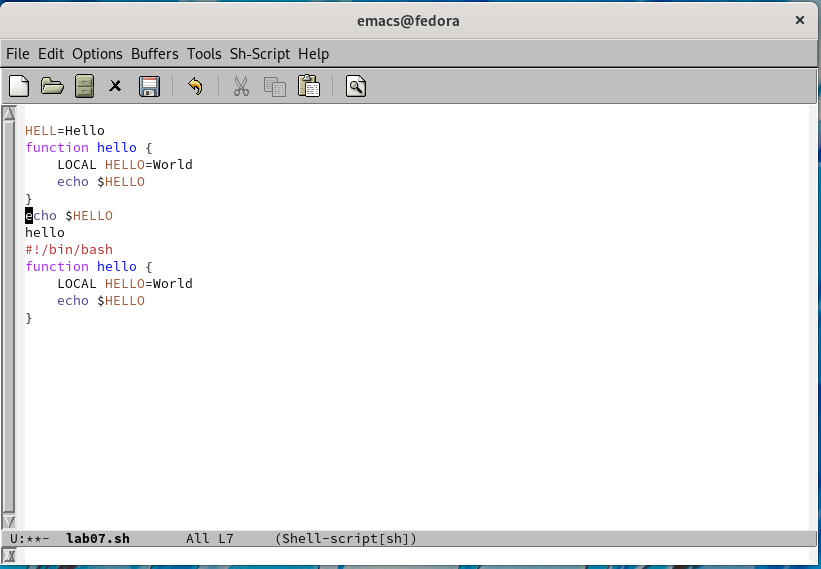 emacs@fedora
File Edit Options Buffers Tools Sh-Script Help
HELL=Hello
function hello {
    LOCAL HELLO=World
    echo $HELLO
}
echo $HELLO
hello
#!/bin/bash
function hello {
    LOCAL HELLO=World
    echo $HELLO
}
U:**-  lab07.sh       All L7     (Shell-script[sh])